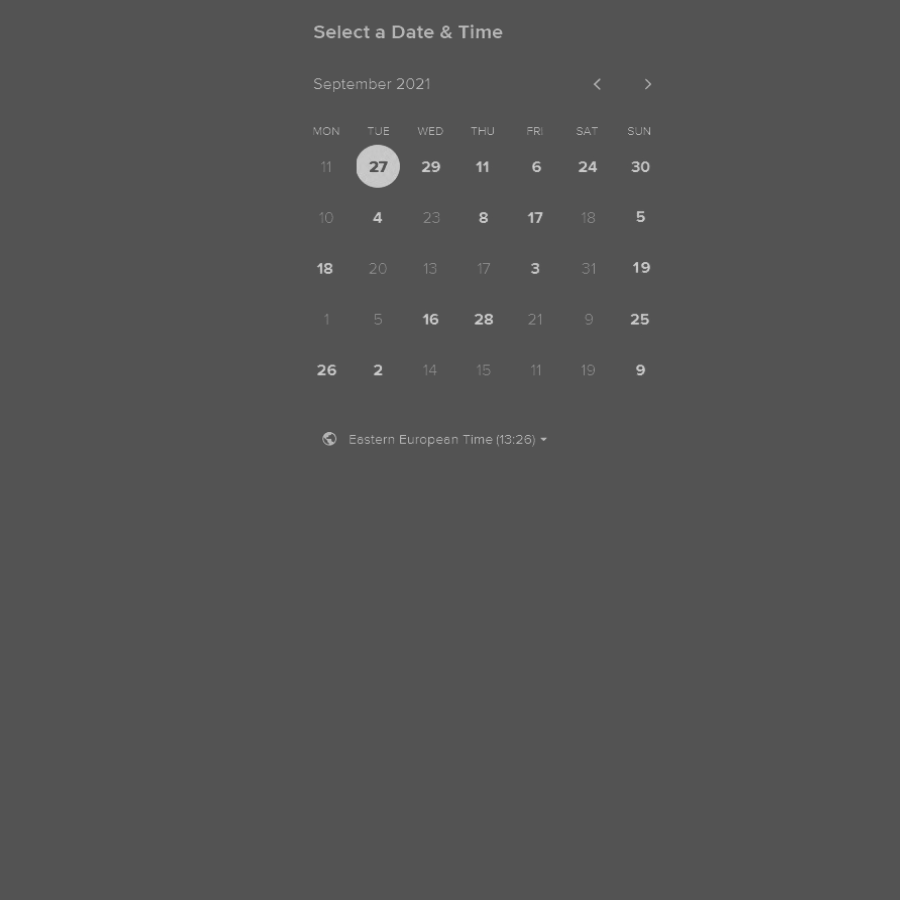 Select a Date & Time
September 2021
MON TUE WED THU FRI SAT SUN
11 27 29 11 6 24 30
10 4 23 8 17 18 5
18 20 13 17 3 31 19
1 5 16 28 21 9 25
26 2 14 15 11 19 9
Eastern European Time (13:26)